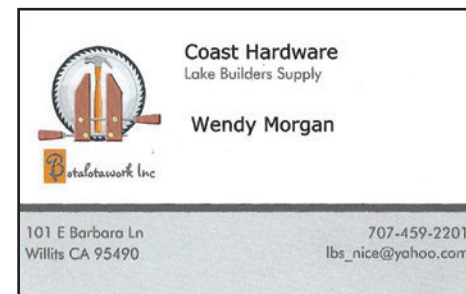 Coast Hardware
Lake Builders Supply
Wendy Morgan
Botalotawork Inc
101 E Barbara Ln
Willits CA 95490
707-459-2201
lbs_nice@yahoo.com